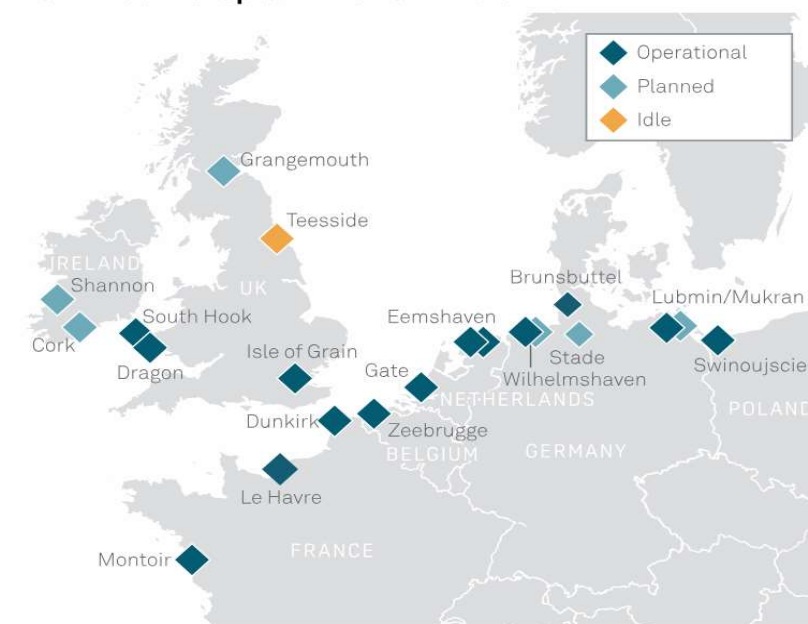 Operational
Planned
Idle
Grangemouth
Teesside
IRELAND
Shannon
UK
Brunsbuttel
Lubmin/Mukran
South Hook
Eemshaven
Cork
Isle of Grain
Stade
Dragon
Gate
Wilhelmshaven
Swinoujscie
NETHERLANDS
POLAND
Dunkirk
Zeebrugge
BELGIUM
GERMANY
Le Havre
FRANCE
Montoir